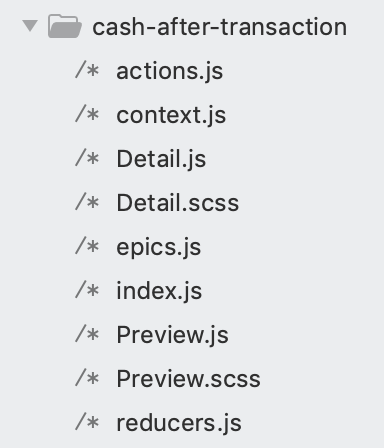 cash-after-transaction
/* actions.js
/* context.js
/* Detail.js
/* Detail.scss
/* epics.js
/* index.js
/* Preview.js
/* Preview.scss
/* reducers.js